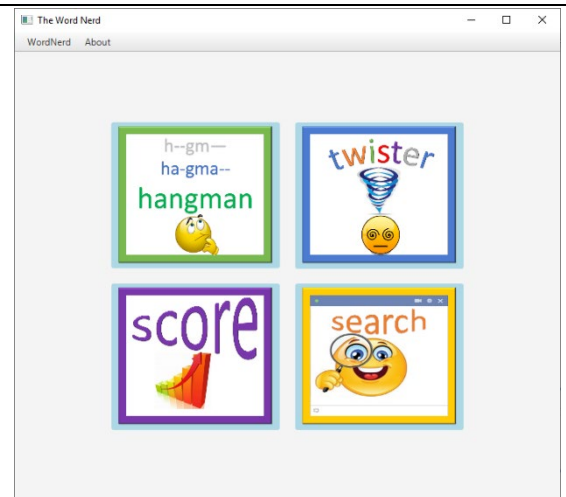 The Word Nerd
WordNerd About
h--gm—
ha-gma--
hangman
twister
score
search